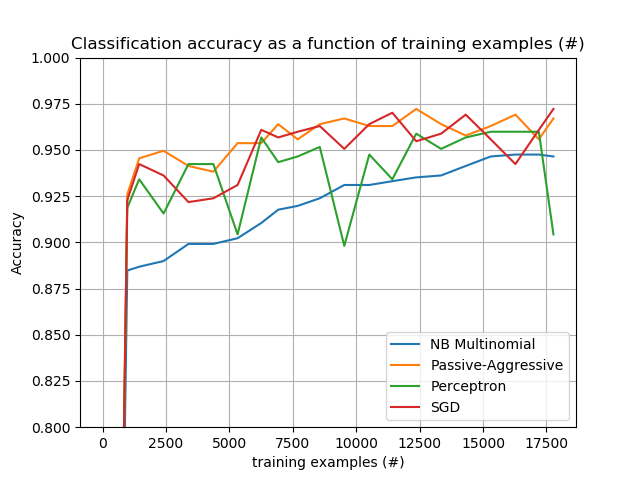 Classification accuracy as a function of training examples (#)
1.000
0.975
0.950
0.925
0.900
0.875
0.850
0.825
0.800
Accuracy
NB Multinomial
Passive-Aggressive
Perceptron
SGD
0 2500 5000 7500 10000 12500 15000 17500
training examples (#)